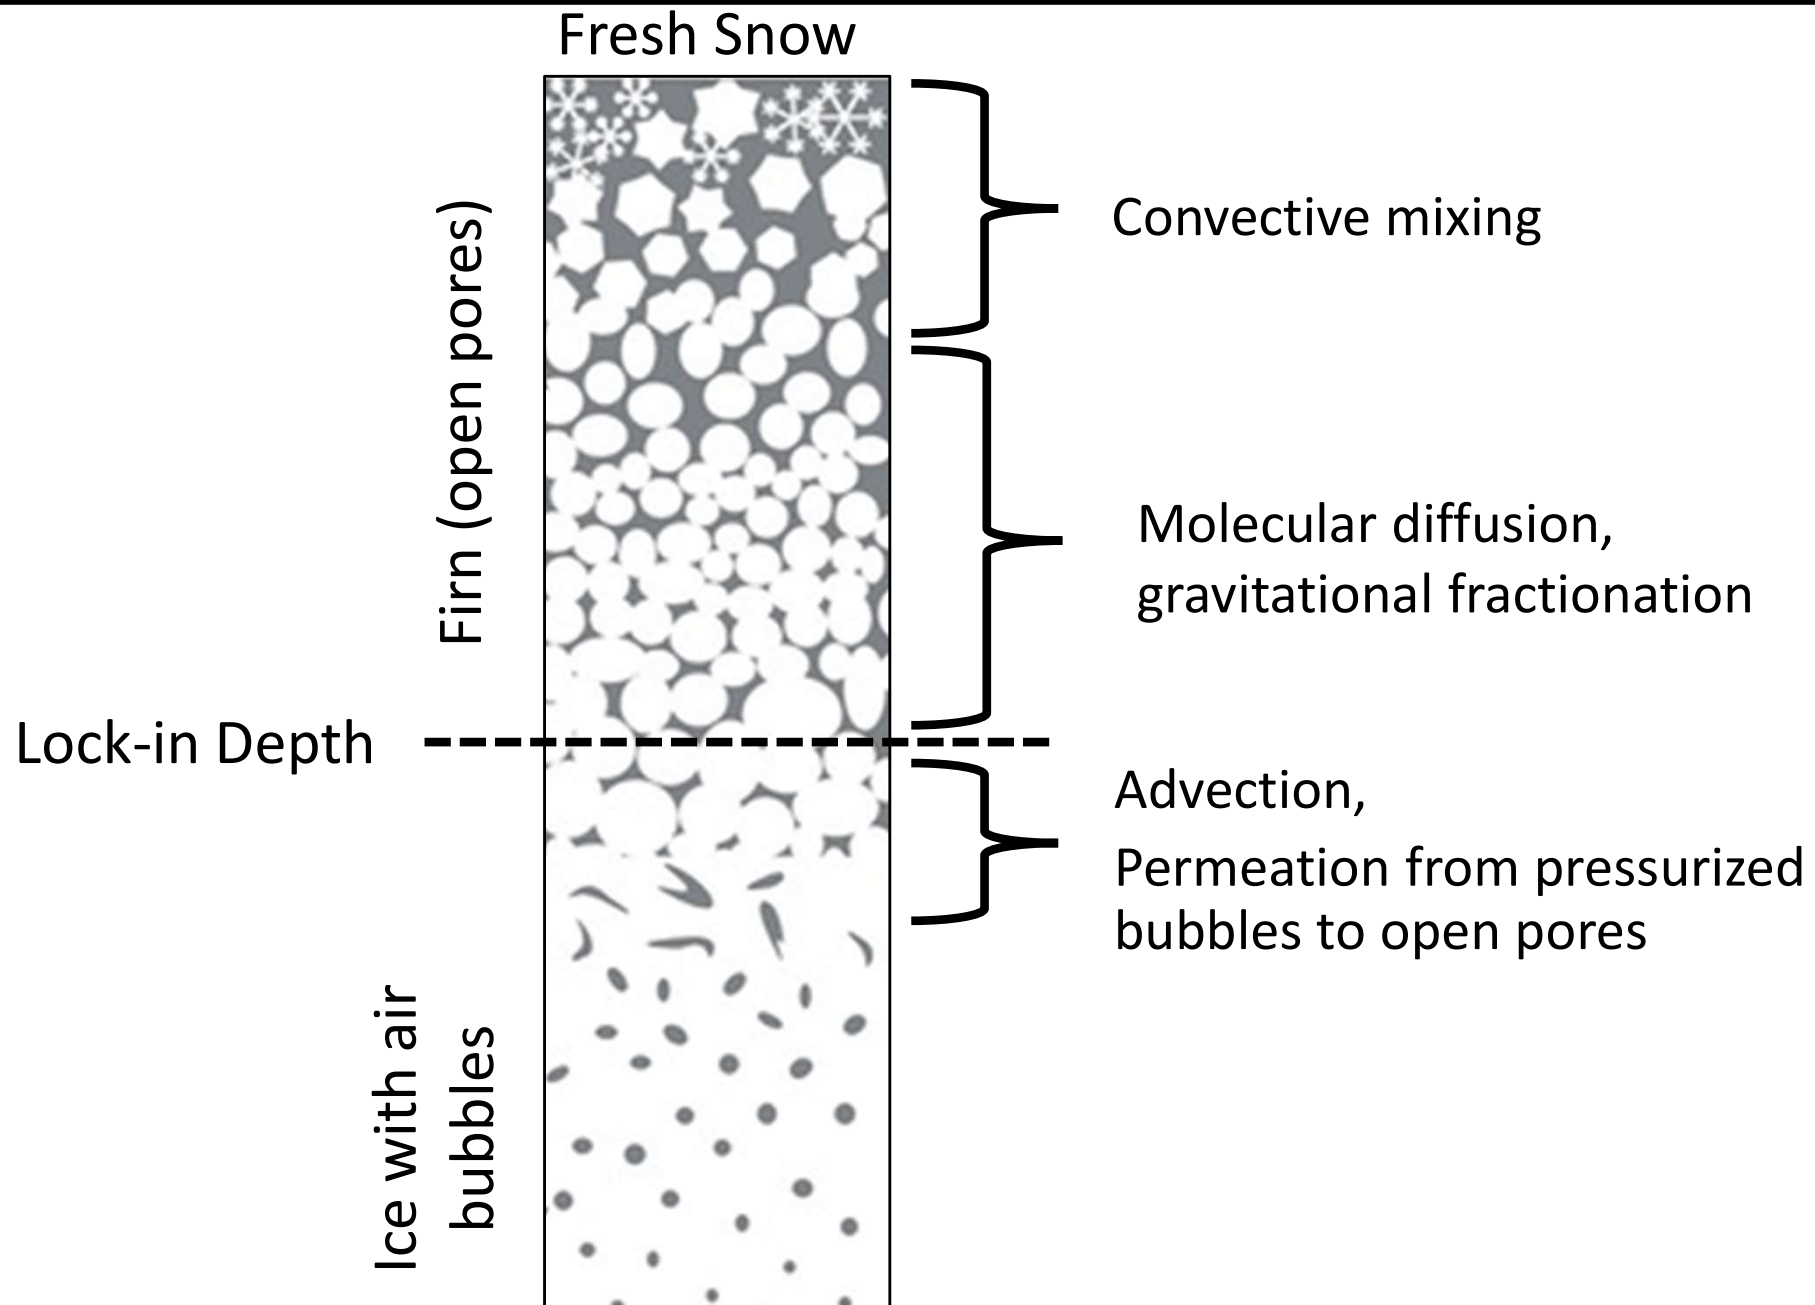 Fresh Snow
Convective mixing
Firn (open pores)
Molecular diffusion,
gravitational fractionation
Lock-in Depth
Advection,
Permeation from pressurized
bubbles to open pores
Ice with air
bubbles